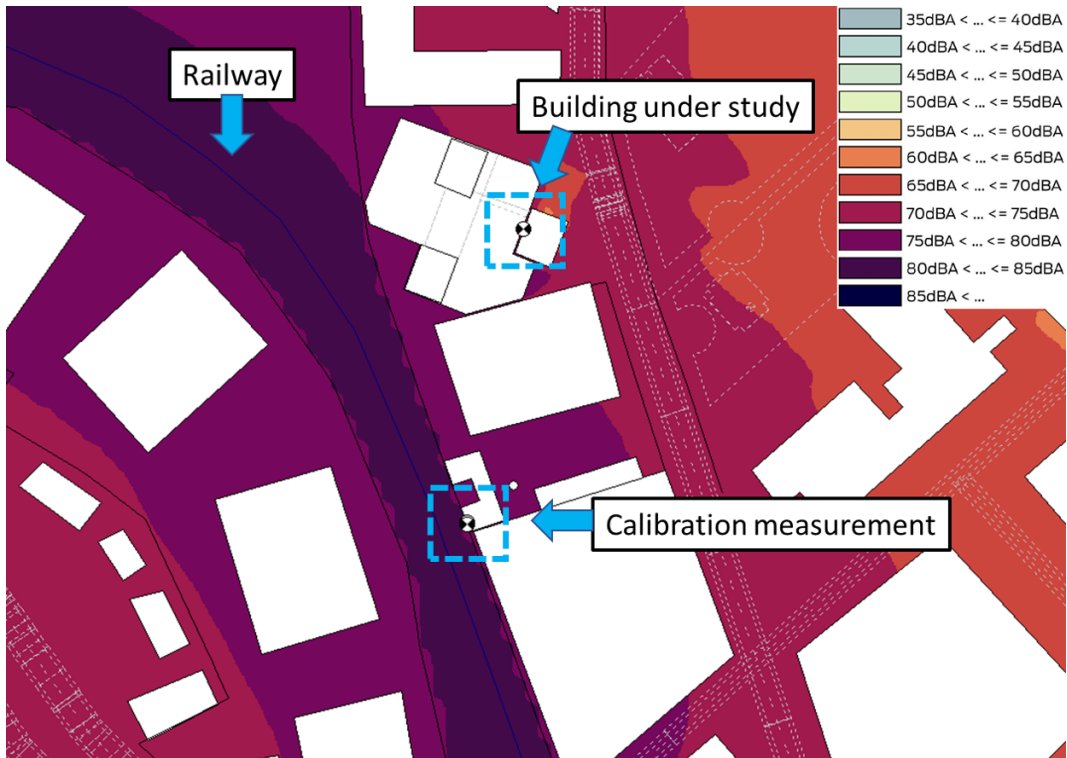 Railway
Building under study
35dBA < ... <= 40dBA
40dBA < ... <= 45dBA
45dBA < ... <= 50dBA
50dBA < ... <= 55dBA
55dBA < ... <= 60dBA
60dBA < ... <= 65dBA
65dBA < ... <= 70dBA
70dBA < ... <= 75dBA
75dBA < ... <= 80dBA
80dBA < ... <= 85dBA
85dBA < ...
Calibration measurement